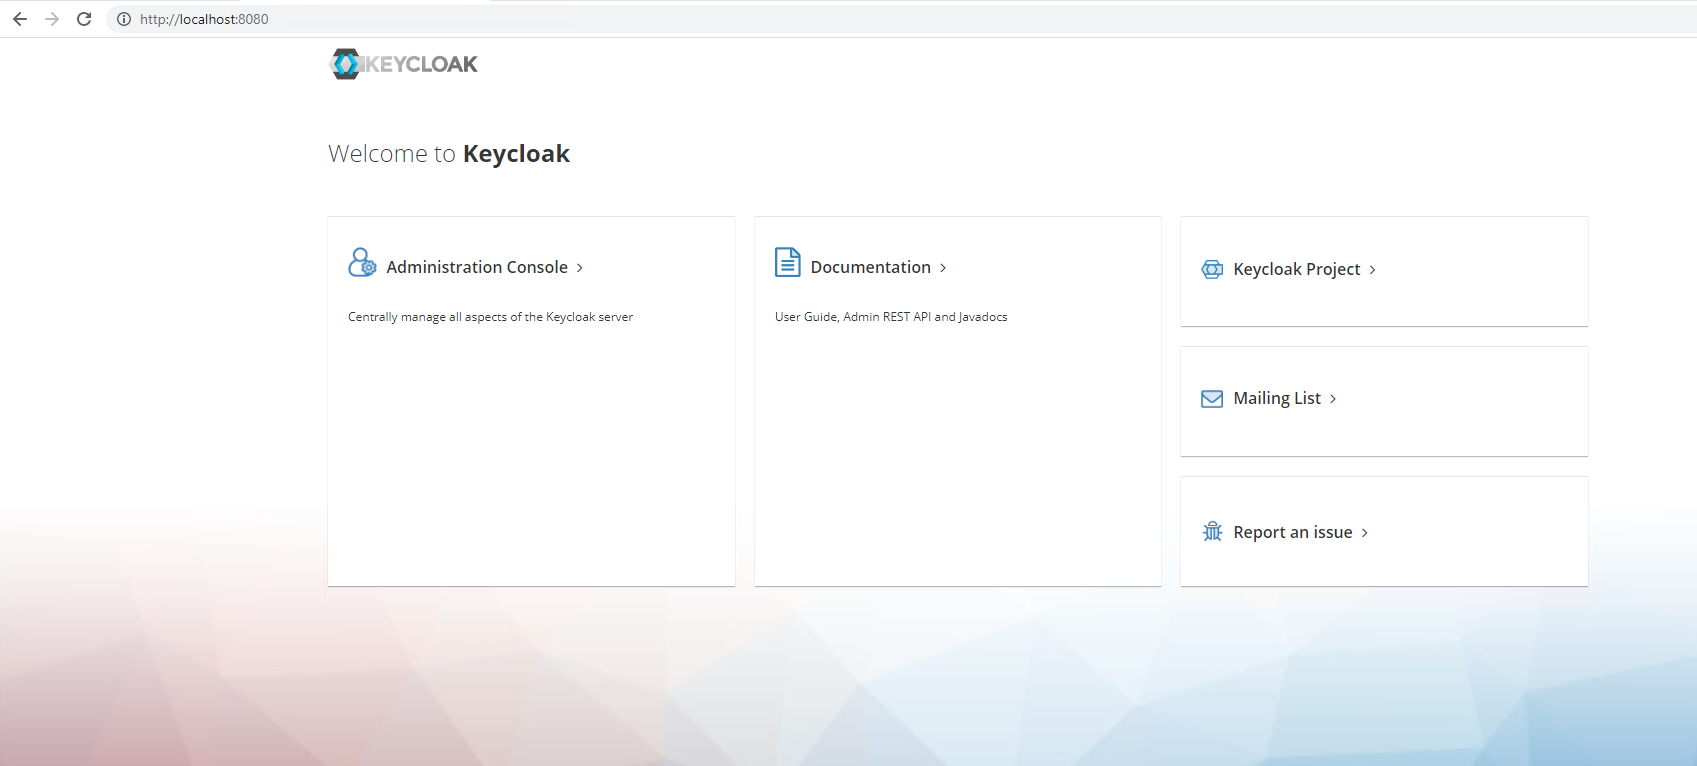 http://localhost:8080
KEYCLOAK
Welcome to Keycloak
Administration Console
Centrally manage all aspects of the Keycloak server
Documentation
User Guide, Admin REST API and Javadocs
Keycloak Project
Mailing List
Report an issue